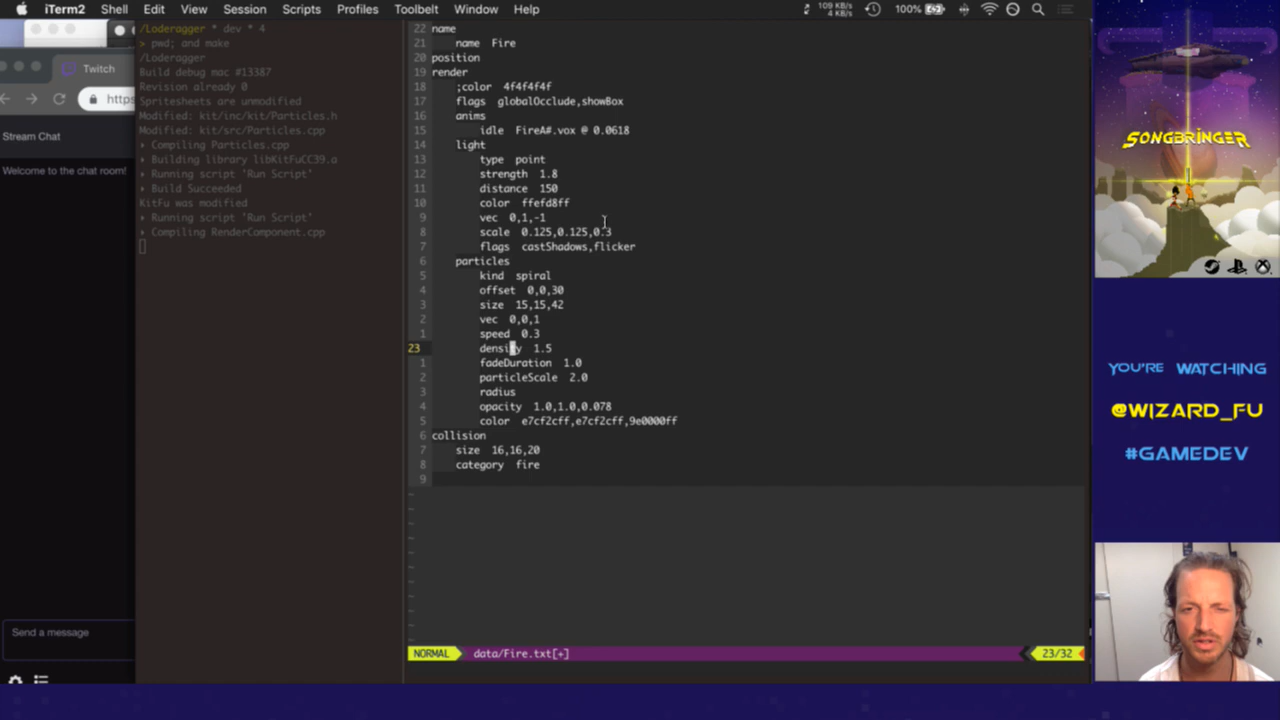 iTerm2 Shell Edit View Session Scripts Profiles Toolbelt Window Help
109 KB/s
4 KB/s
100%
Twitch
https
Stream Chat
Welcome to the chat room!
Send a message
/Loderagger * dev * 4
> pwd; and make
/Loderagger
Build debug mac #13387
Revision already 0
Spritesheets are unmodified
Modified: kit/inc/kit/Particles.h
Modified: kit/src/Particles.cpp
▸ Compiling Particles.cpp
▸ Building library libKitFuCC39.a
▸ Running script 'Run Script'
▸ Build Succeeded
KitFu was modified
▸ Running script 'Run Script'
▸ Compiling RenderComponent.cpp
22 name
21 name Fire
20 position
19 render
18 ;color 4f4f4f4f
17 flags globalOcclude,showBox
16 anims
15 idle FireA#.vox @ 0.0618
14 light
13 type point
12 strength 1.8
11 distance 150
10 color ffefd8ff
9 vec 0,1,-1
8 scale 0.125,0.125,0.3
7 flags castShadows,flicker
6 particles
5 kind spiral
4 offset 0,0,30
3 size 15,15,42
2 vec 0,0,1
1 speed 0.3
23 density 1.5
1 fadeDuration 1.0
2 particleScale 2.0
3 radius
4 opacity 1.0,1.0,0.078
5 color e7cf2cff,e7cf2cff,9e0000ff
6 collision
7 size 16,16,20
8 category fire
9
~
~
~
~
~
~
~
~
~
~
~
NORMAL data/Fire.txt[+] 23/32
SONGBRINGER
YOU'RE WATCHING
@WIZARD_FU
#GAMEDEV